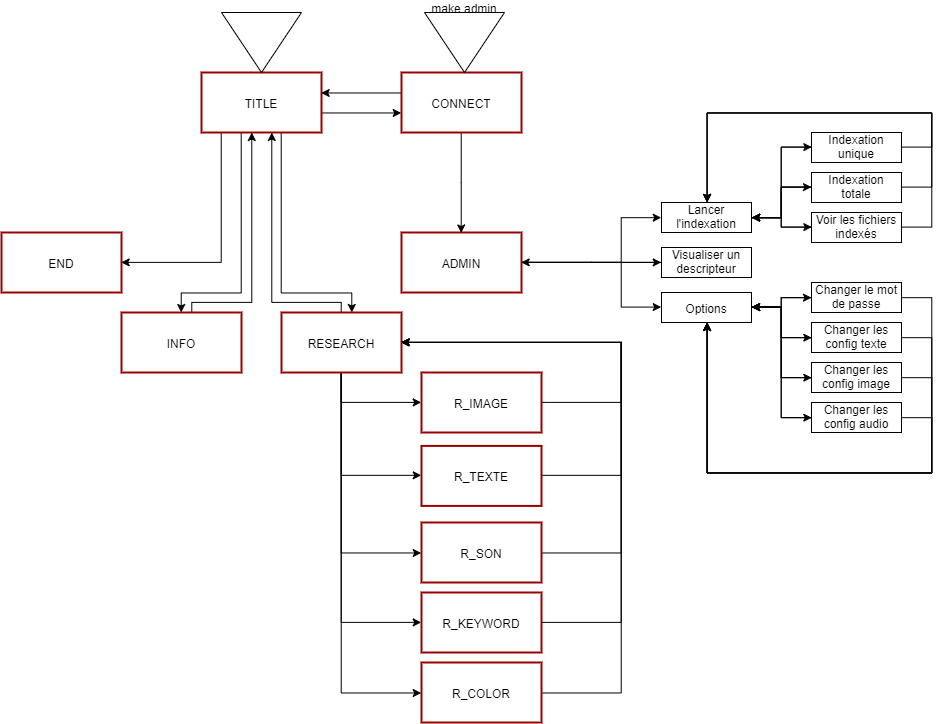 make admin
TITLE
CONNECT
END
ADMIN
INFO
RESEARCH
R_IMAGE
R_TEXTE
R_SON
R_KEYWORD
R_COLOR
Lancer
l'indexation
Visualiser un
descripteur
Options
Indexation
unique
Indexation
totale
Voir les fichiers
indexés
Changer le mot
de passe
Changer les
config texte
Changer les
config image
Changer les
config audio